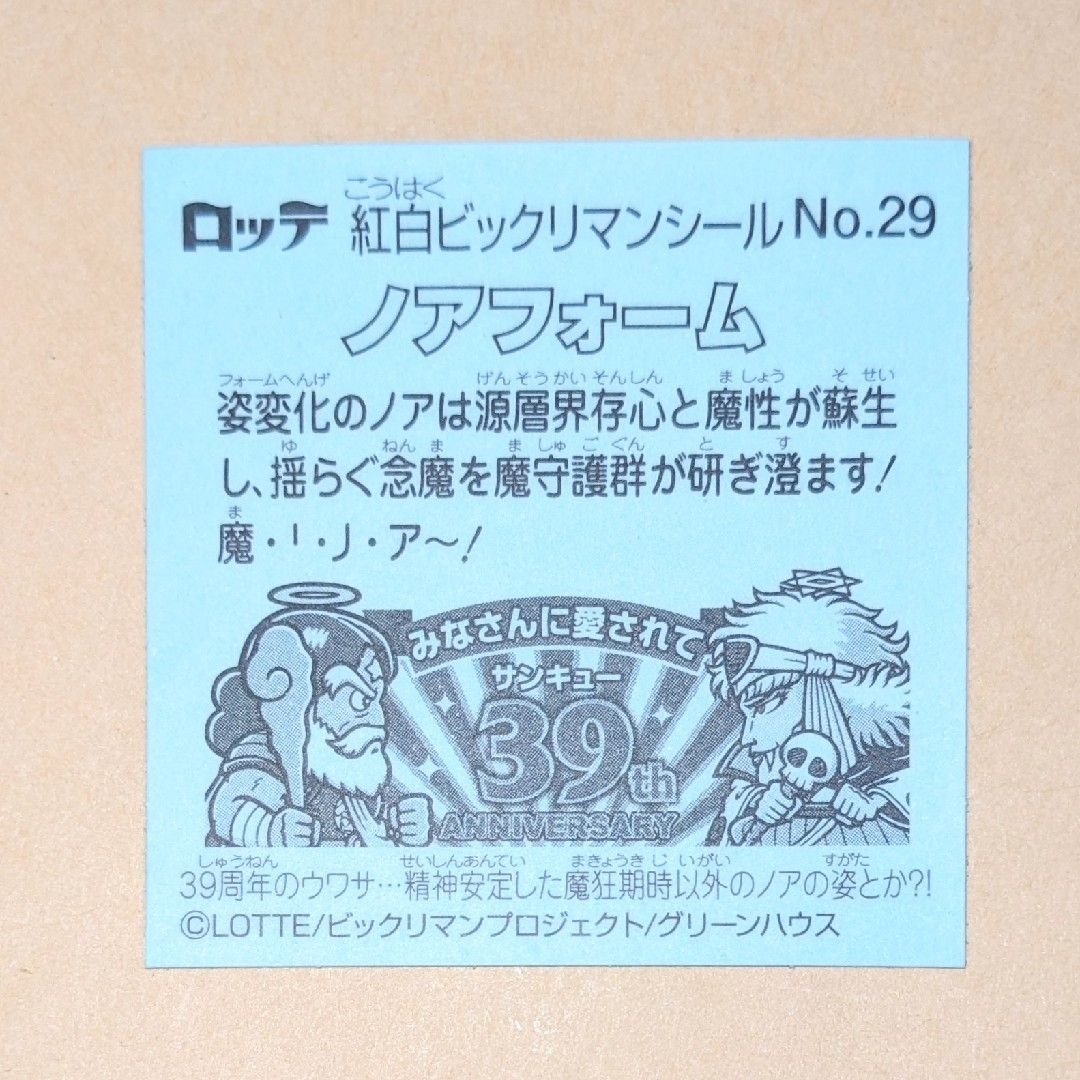 こうはく
ロッテ 紅白ビックリマンシール No.29
ノアフォーム
フォームへんげ げんそうかいそんしん ましょう そせい
姿変化のノアは源層界存心と魔性が蘇生
ゆ ねんま ましゅごぐん と す
し、揺らぐ念魔を魔守護群が研ぎ澄ます!
ま
魔・╹・J・ア〜!
みなさんに愛されて
サンキュー
39th
ANNIVERSARY
しゅうねん せいしんあんてい まきょうきじいがい すがた
39周年のウワサ…精神安定した魔狂期時以外のノアの姿とか?!
©LOTTE/ビックリマンプロジェクト/グリーンハウス